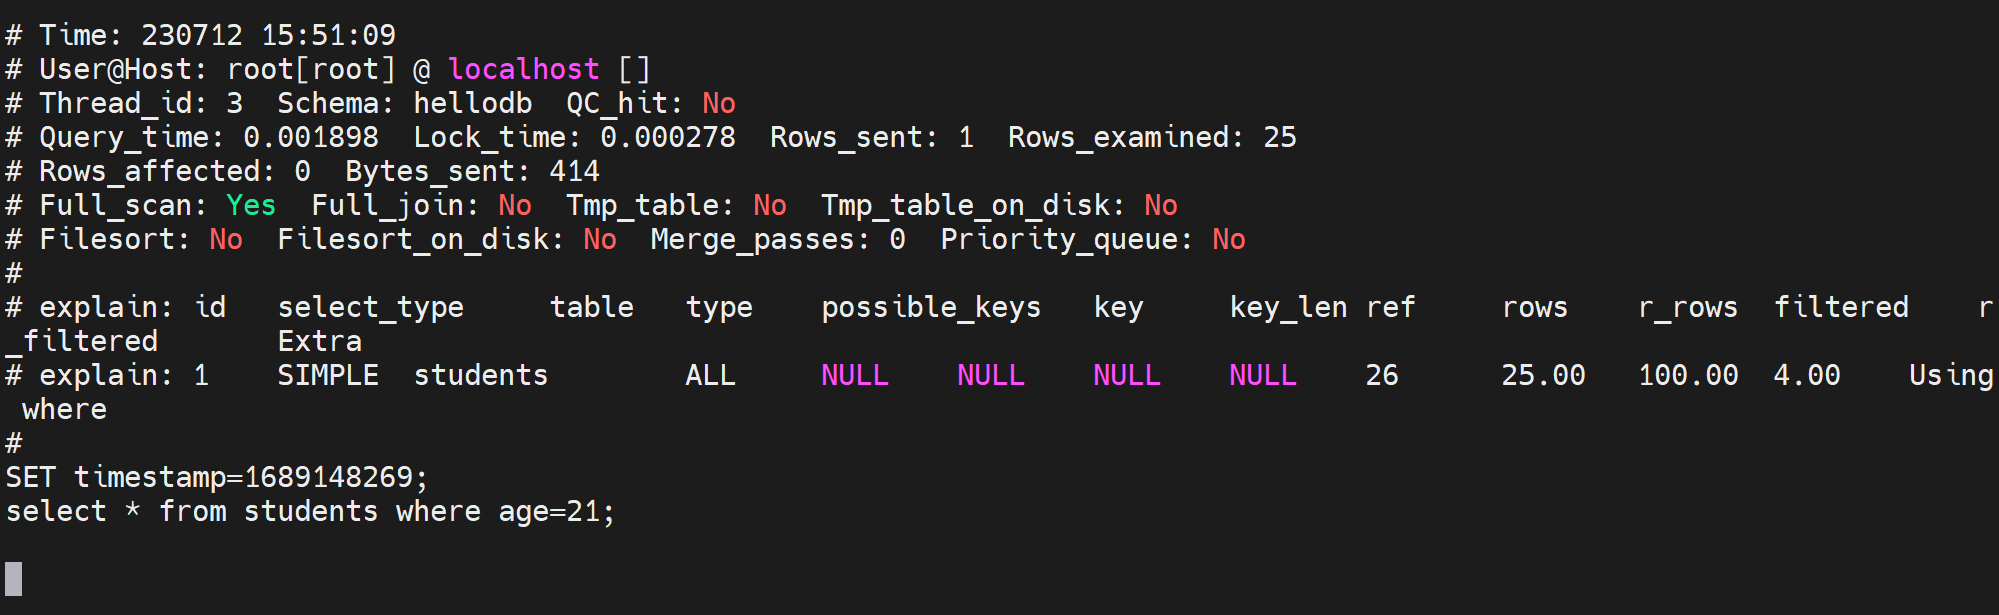 # Time: 230712 15:51:09
# User@Host: root[root] @ localhost []
# Thread_id: 3  Schema: hellodb  QC_hit: No
# Query_time: 0.001898  Lock_time: 0.000278  Rows_sent: 1  Rows_examined: 25
# Rows_affected: 0  Bytes_sent: 414
# Full_scan: Yes  Full_join: No  Tmp_table: No  Tmp_table_on_disk: No
# Filesort: No  Filesort_on_disk: No  Merge_passes: 0  Priority_queue: No
#
# explain: id   select_type     table   type    possible_keys   key     key_len ref     rows    r_rows  filtered    r
_filtered       Extra
# explain: 1    SIMPLE  students        ALL     NULL    NULL    NULL    NULL    26      25.00   100.00  4.00    Using
 where
#
SET timestamp=1689148269;
select * from students where age=21;